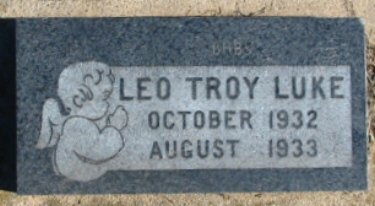 BABY
LEO TROY LUKE
OCTOBER 1932
AUGUST 1933